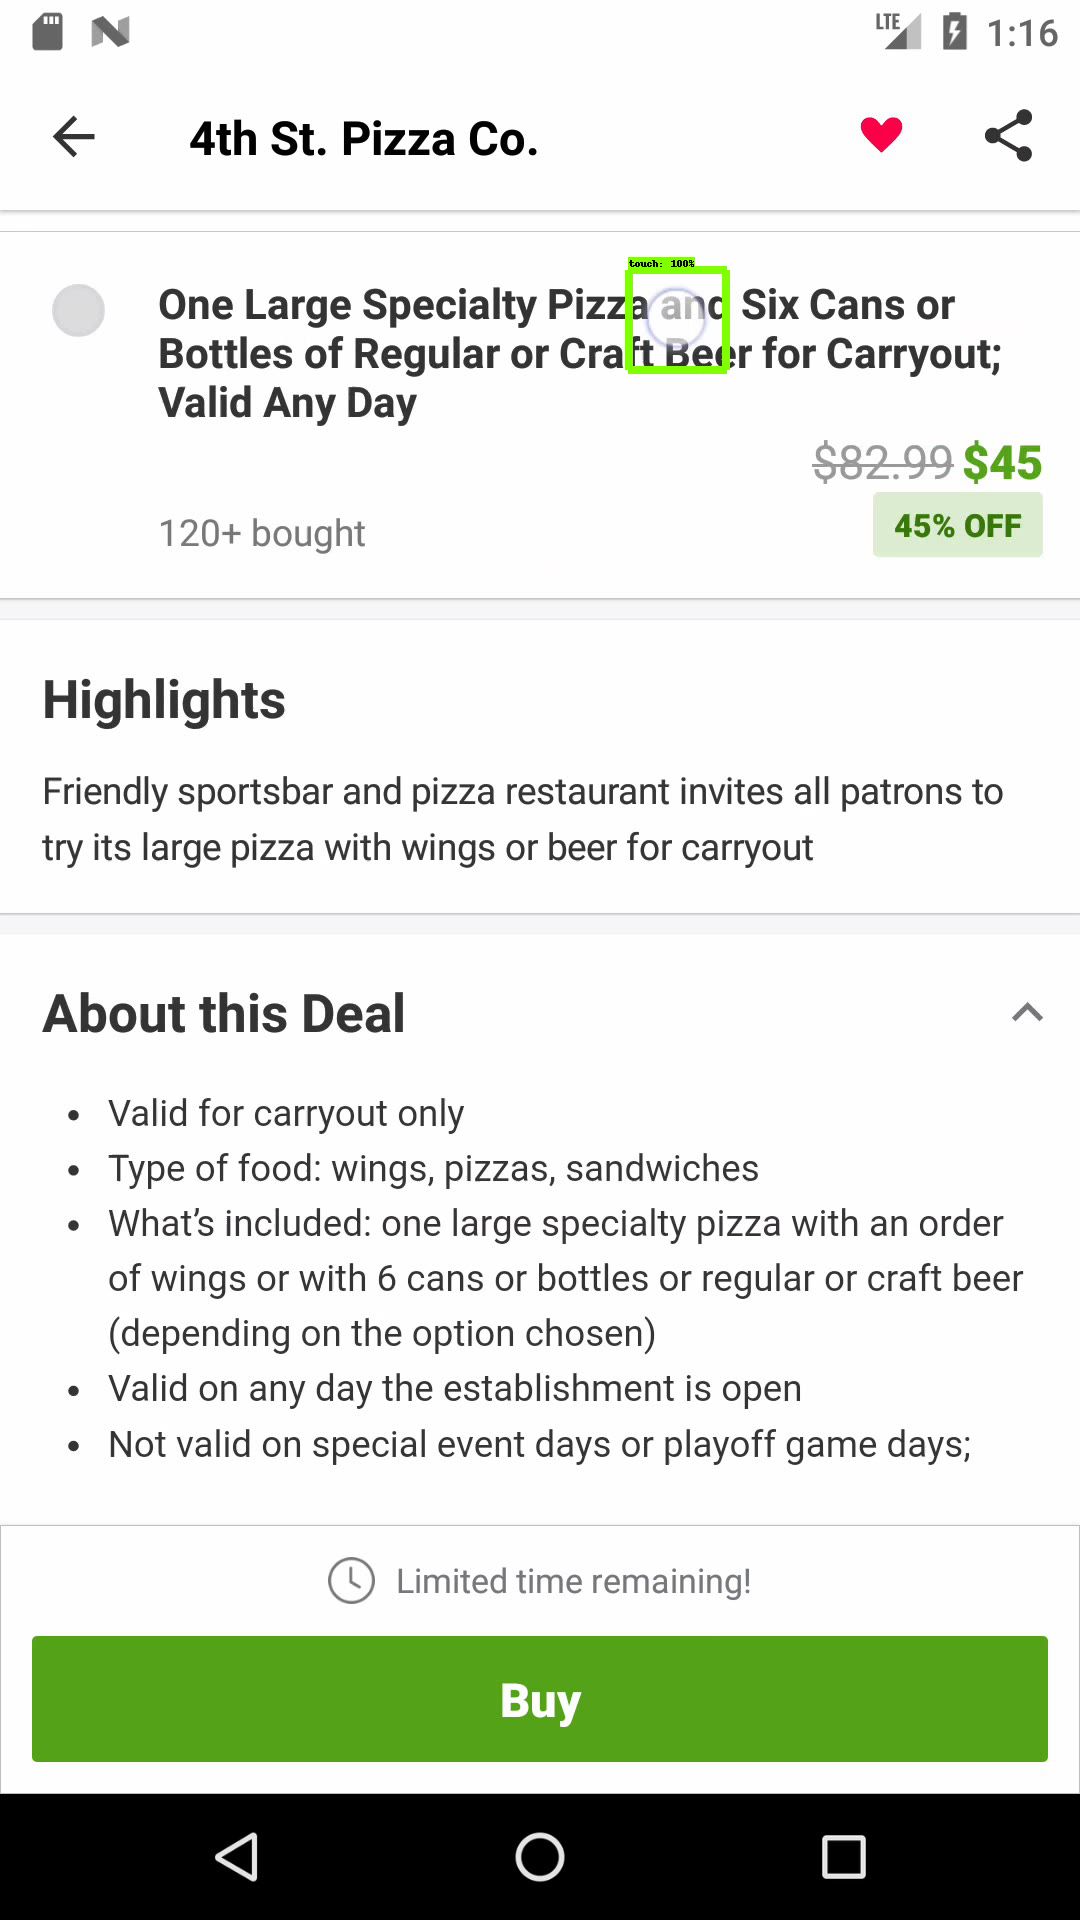 LTE 1:16
4th St. Pizza Co.
touch: 100%
One Large Specialty Pizza and Six Cans or
Bottles of Regular or Craft Beer for Carryout;
Valid Any Day
$82.99 $45
120+ bought
45% OFF
Highlights
Friendly sportsbar and pizza restaurant invites all patrons to
try its large pizza with wings or beer for carryout
About this Deal
• Valid for carryout only
• Type of food: wings, pizzas, sandwiches
• What’s included: one large specialty pizza with an order
of wings or with 6 cans or bottles or regular or craft beer
(depending on the option chosen)
• Valid on any day the establishment is open
• Not valid on special event days or playoff game days;
Limited time remaining!
Buy